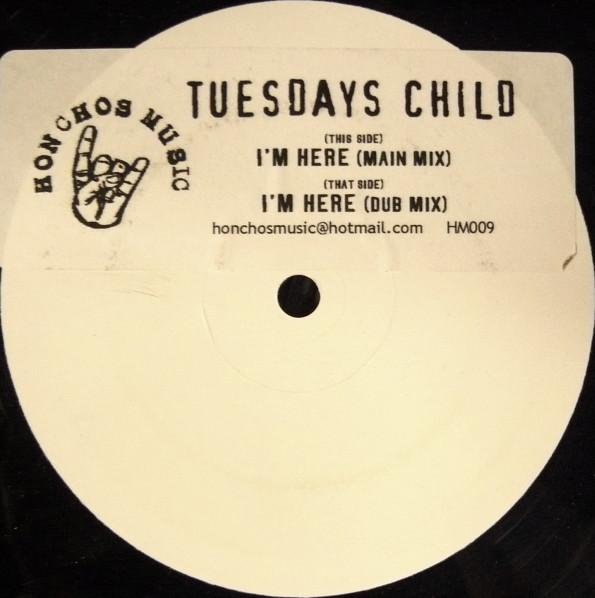 HONCHOS MUSIC
TUESDAYS CHILD
(THIS SIDE)
I'M HERE (MAIN MIX)
(THAT SIDE)
I'M HERE (DUB MIX)
honchosmusic@hotmail.com HM009